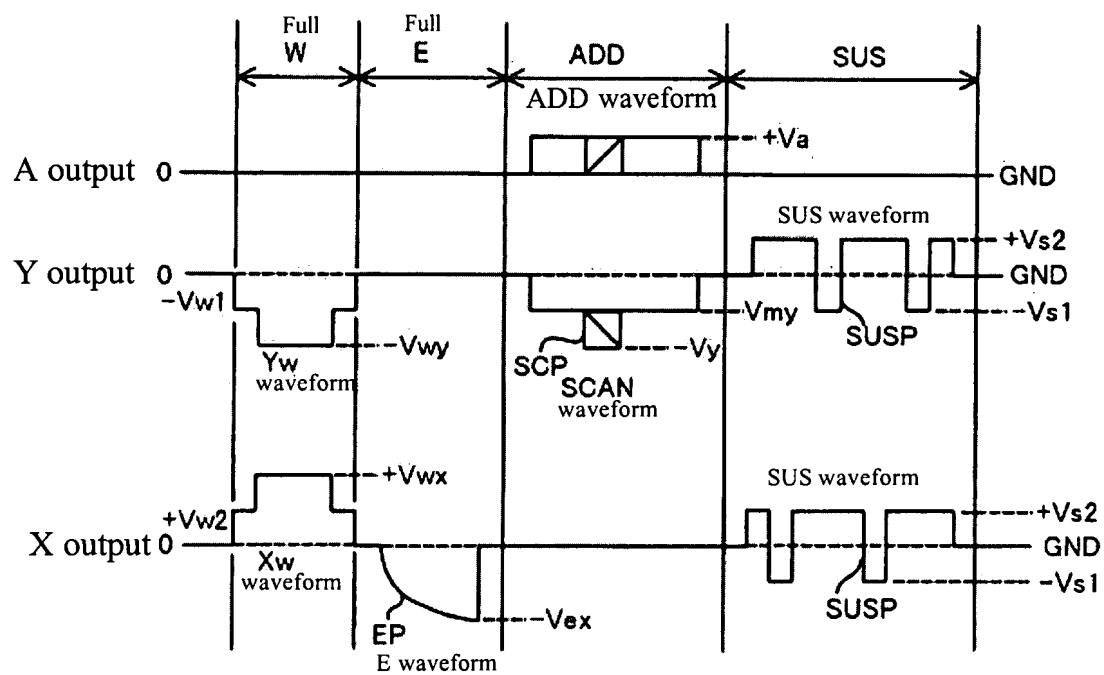 Full
W
Full
E
ADD
SUS
ADD waveform
+Va
A output 0
GND
SUS waveform
+Vs2
Y output 0
GND
-Vw1
Vmy
-Vs1
SUSP
-Vwy
-Vy
SCP
Yw
waveform
SCAN
waveform
+Vwx
SUS waveform
+Vw2
+Vs2
X output 0
GND
Xw
waveform
-Vs1
SUSP
-Vex
EP
E waveform